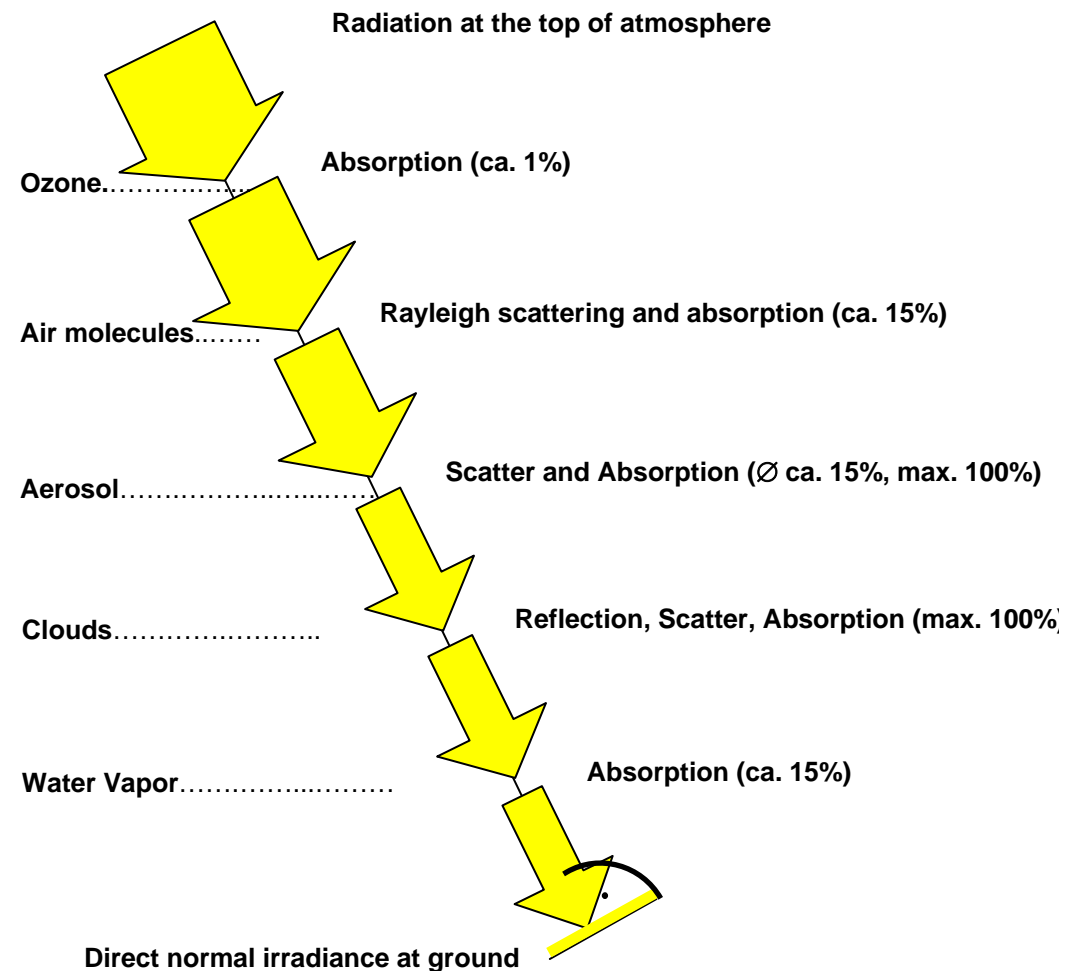 Radiation at the top of atmosphere
Absorption (ca. 1%)
Ozone.……….…....
Rayleigh scattering and absorption (ca. 15%)
Air molecules..……
Scatter and Absorption (∅ ca. 15%, max. 100%)
Aerosol…….………..…...……
Reflection, Scatter, Absorption (max. 100%)
Clouds………….………..
Absorption (ca. 15%)
Water Vapor…….……...………
Direct normal irradiance at ground